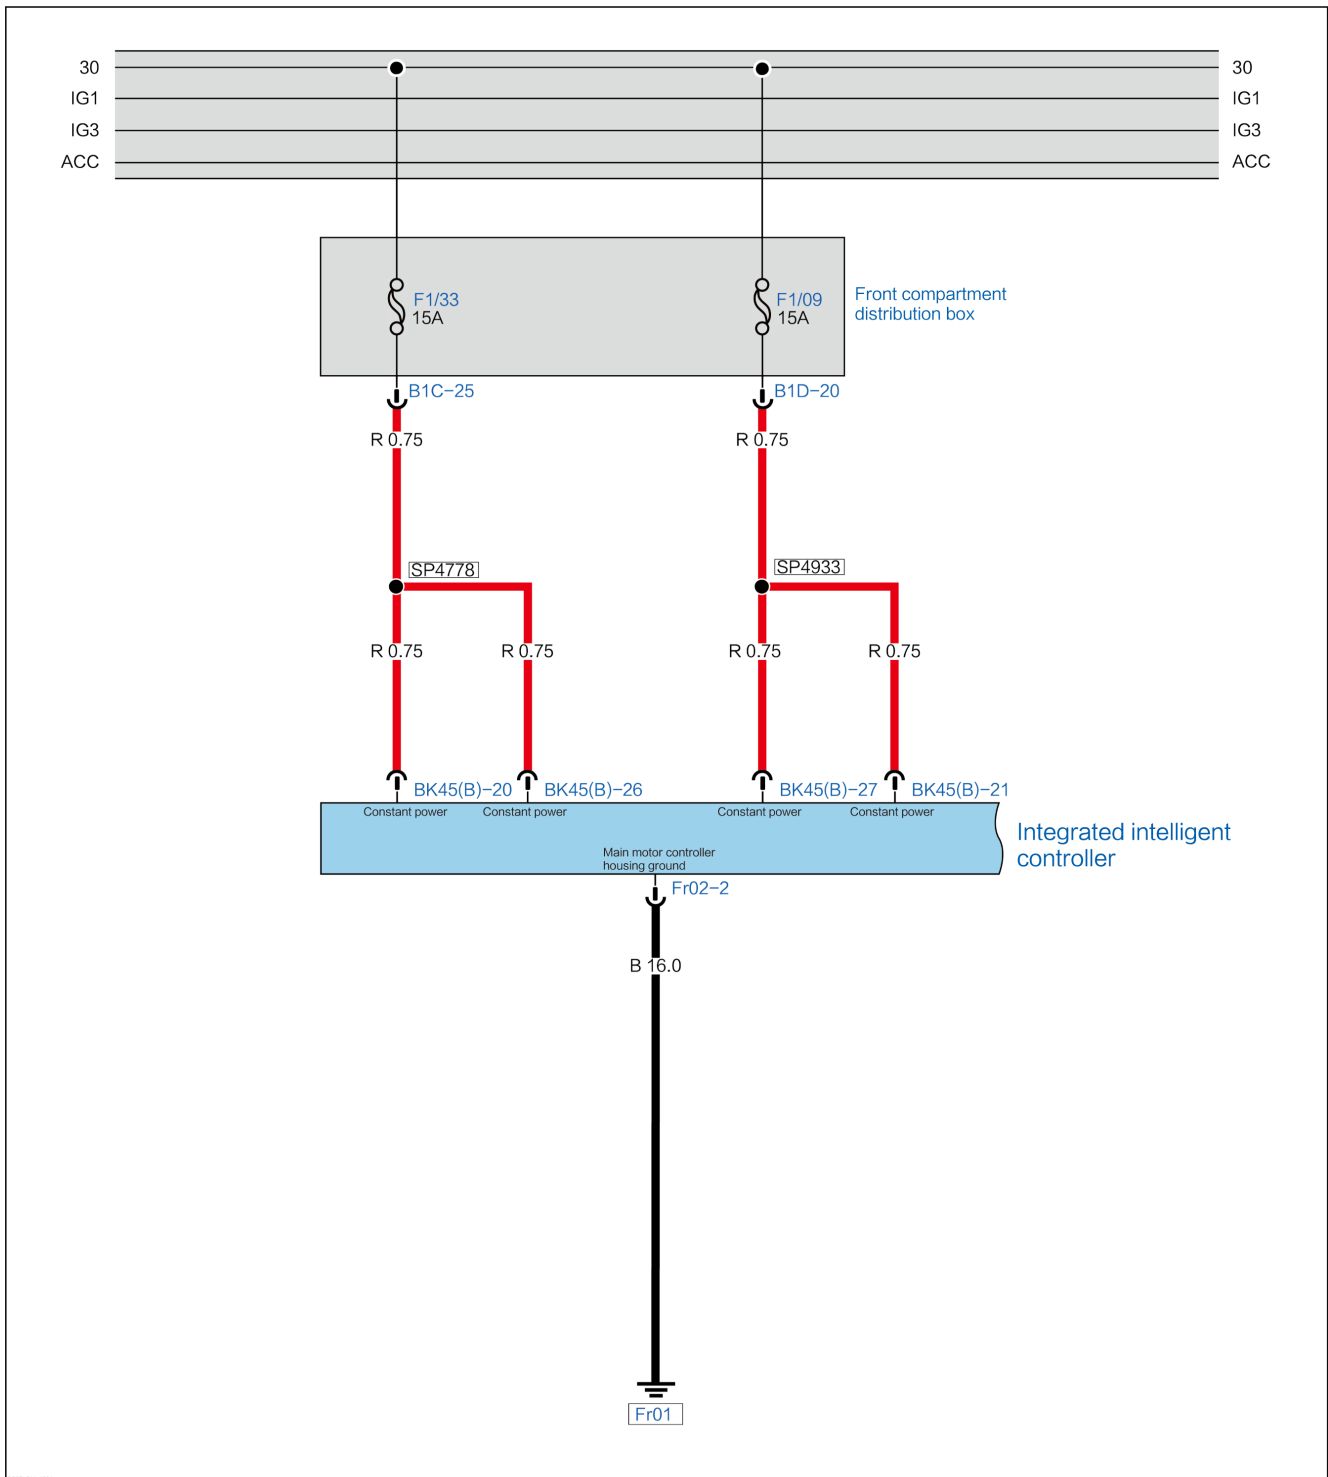 30
30
IG1
IG1
IG3
IG3
ACC
ACC
F1/33
15A
F1/09
15A
Front compartment
distribution box
B1C−25
B1D−20
R 0.75
R 0.75
SP4778
SP4933
R 0.75
R 0.75
R 0.75
R 0.75
BK45(B)−20
BK45(B)−26
BK45(B)−27
BK45(B)−21
Constant power
Constant power
Constant power
Constant power
Integrated intelligent
controller
Main motor controller
housing ground
Fr02−2
B 16.0
Fr01